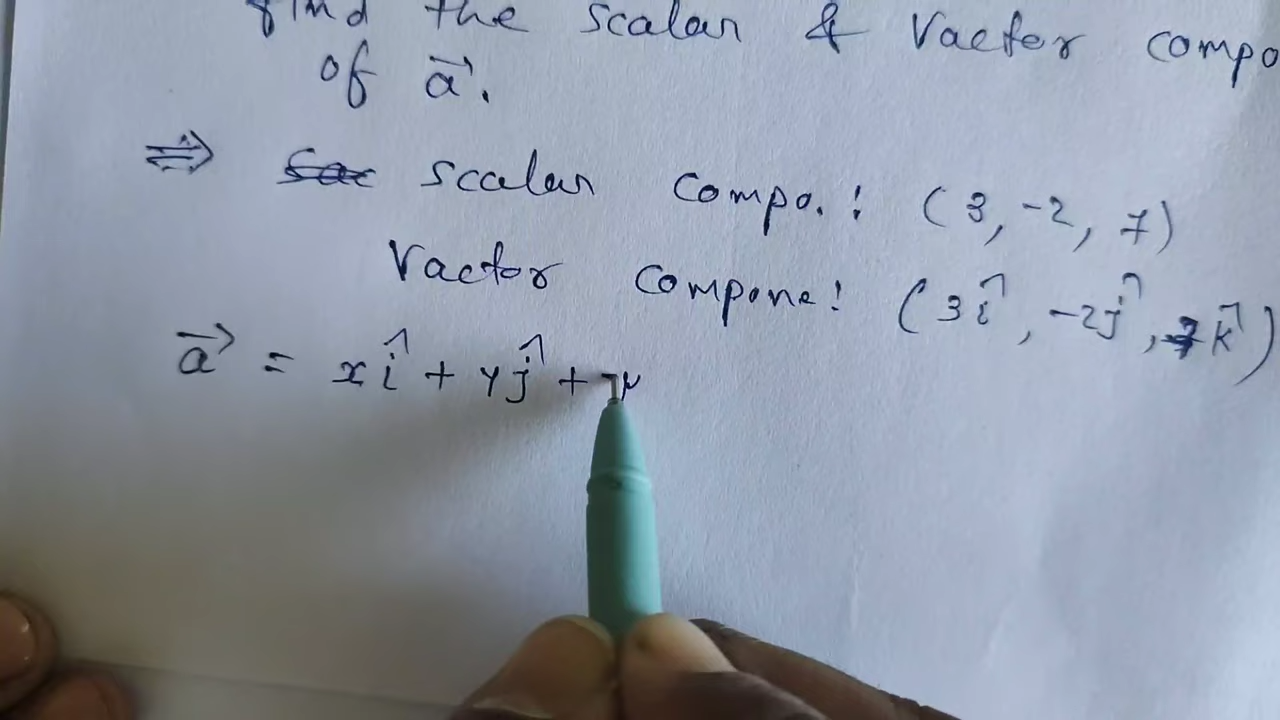 find the scalar & Vactor compo
of a⃗.
⇒ scalar compo. : (3, -2, 7)
Vactor compone: (3î, -2ĵ, 7k̂)
a⃗ = xî + yĵ +